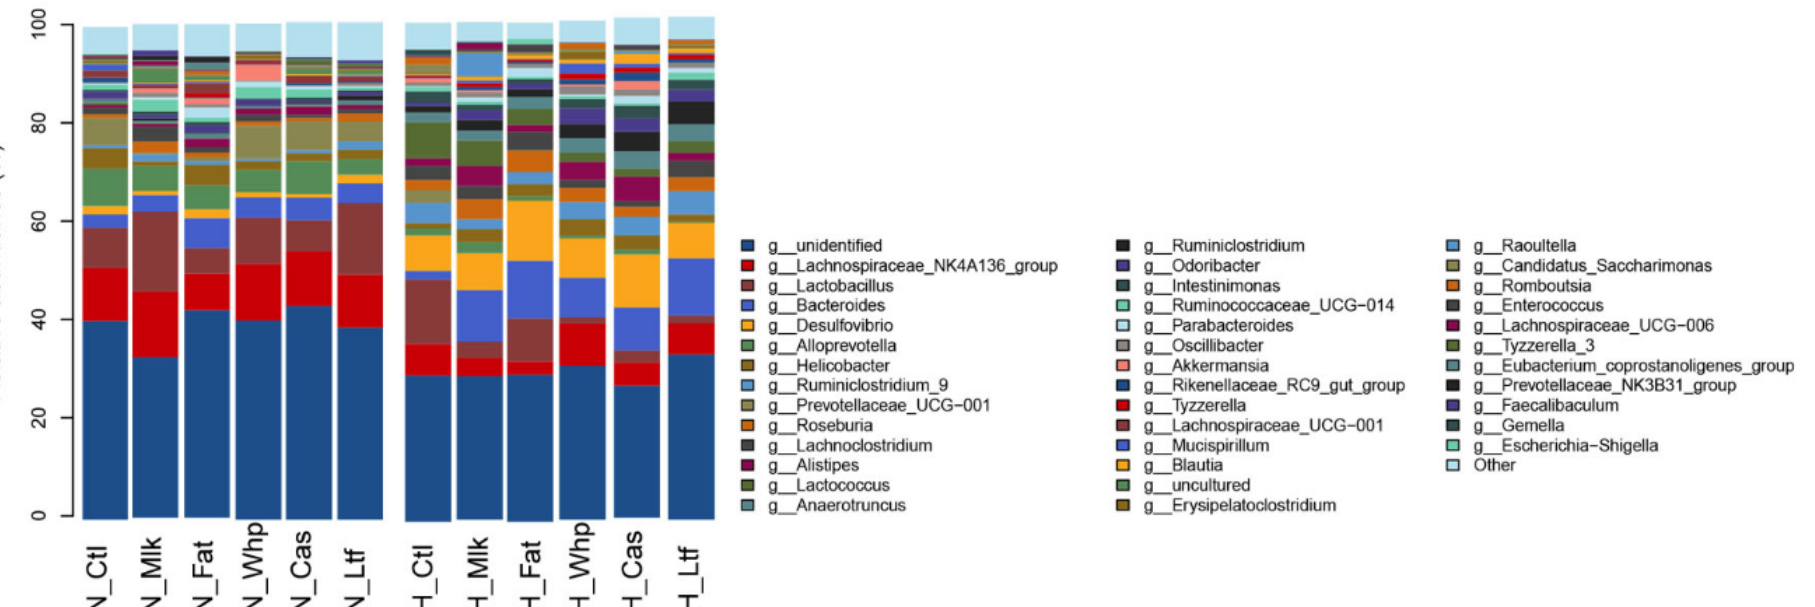 100
80
60
40
20
0
N_Ctl
N_Mlk
N_Fat
N_Whp
N_Cas
N_Ltf
H_Ctl
H_Mlk
H_Fat
H_Whp
H_Cas
H_Ltf
g__unidentified
g__Lachnospiraceae_NK4A136_group
g__Lactobacillus
g__Bacteroides
g__Desulfovibrio
g__Alloprevotella
g__Helicobacter
g__Ruminiclostridium_9
g__Prevotellaceae_UCG−001
g__Roseburia
g__Lachnoclostridium
g__Alistipes
g__Lactococcus
g__Anaerotruncus
g__Ruminiclostridium
g__Odoribacter
g__Intestinimonas
g__Ruminococcaceae_UCG−014
g__Parabacteroides
g__Oscillibacter
g__Akkermansia
g__Rikenellaceae_RC9_gut_group
g__Tyzzerella
g__Lachnospiraceae_UCG−001
g__Mucispirillum
g__Blautia
g__uncultured
g__Erysipelatoclostridium
g__Raoultella
g__Candidatus_Saccharimonas
g__Romboutsia
g__Enterococcus
g__Lachnospiraceae_UCG−006
g__Tyzzerella_3
g__Eubacterium_coprostanoligenes_group
g__Prevotellaceae_NK3B31_group
g__Faecalibaculum
g__Gemella
g__Escherichia−Shigella
Other